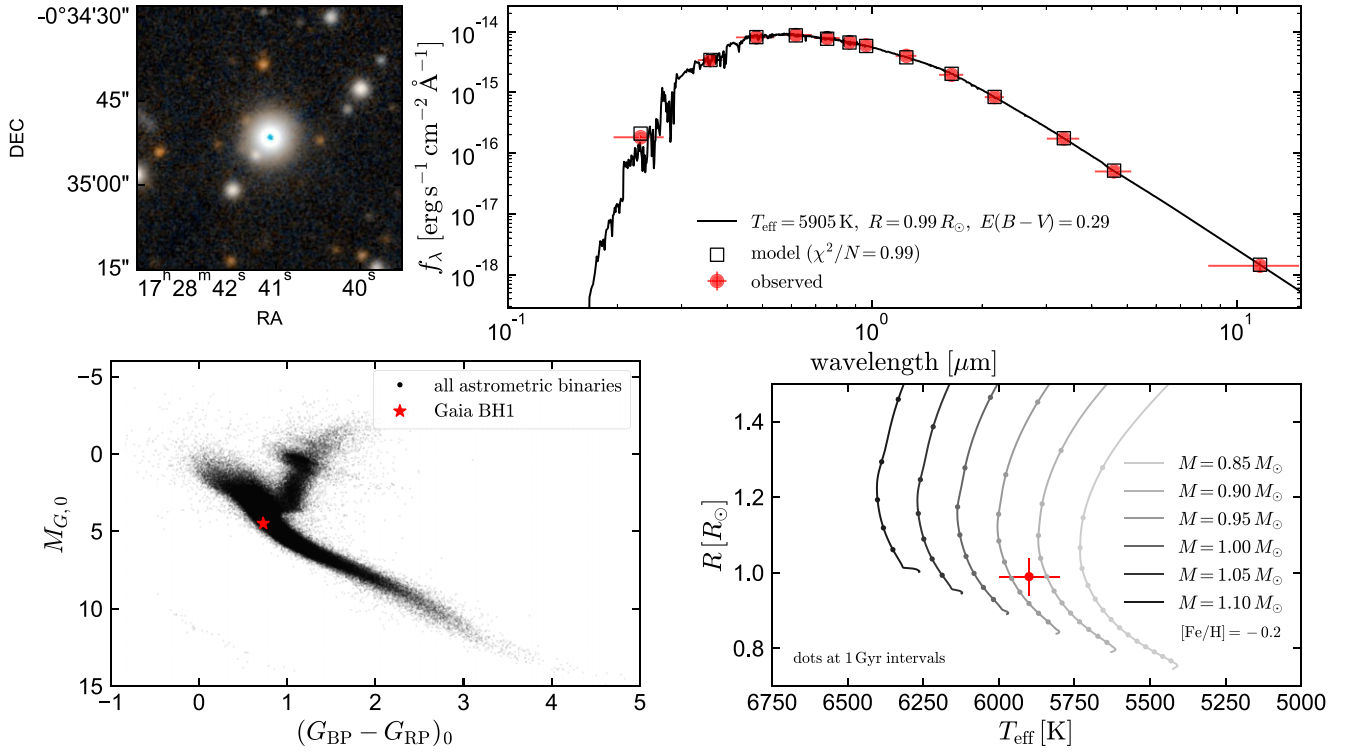 -0°34'30"
45"
35'00"
15"
DEC
17h 28m 42s 41s 40s
RA
10^-14
10^-15
10^-16
10^-17
10^-18
f_λ [erg s^-1 cm^-2 Å^-1]
T_eff = 5905 K, R = 0.99 R_⊙, E(B − V) = 0.29
model (χ^2/N = 0.99)
observed
10^-1 10^0 10^1
wavelength [μm]
−5
0
5
10
15
M_G,0
all astrometric binaries
Gaia BH1
−1 0 1 2 3 4 5
(G_BP − G_RP)_0
1.4
1.2
1.0
0.8
R [R_⊙]
M = 0.85 M_⊙
M = 0.90 M_⊙
M = 0.95 M_⊙
M = 1.00 M_⊙
M = 1.05 M_⊙
M = 1.10 M_⊙
[Fe/H] = −0.2
dots at 1 Gyr intervals
6750 6500 6250 6000 5750 5500 5250 5000
T_eff [K]